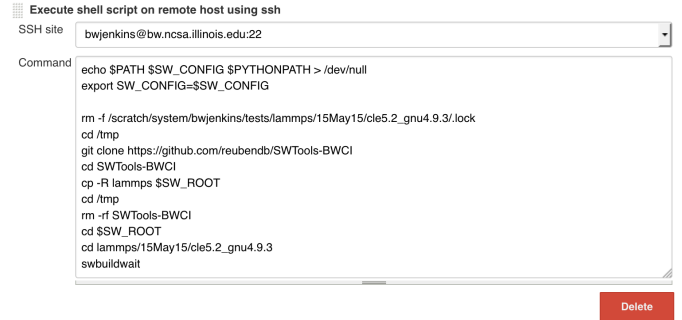 Execute shell script on remote host using ssh
SSH site
bwjenkins@bw.ncsa.illinois.edu:22
Command
echo $PATH $SW_CONFIG $PYTHONPATH > /dev/null
export SW_CONFIG=$SW_CONFIG
rm -f /scratch/system/bwjenkins/tests/lammps/15May15/cle5.2_gnu4.9.3/.lock
cd /tmp
git clone https://github.com/reubendb/SWTools-BWCI
cd SWTools-BWCI
cp -R lammps $SW_ROOT
cd /tmp
rm -rf SWTools-BWCI
cd $SW_ROOT
cd lammps/15May15/cle5.2_gnu4.9.3
swbuildwait
Delete